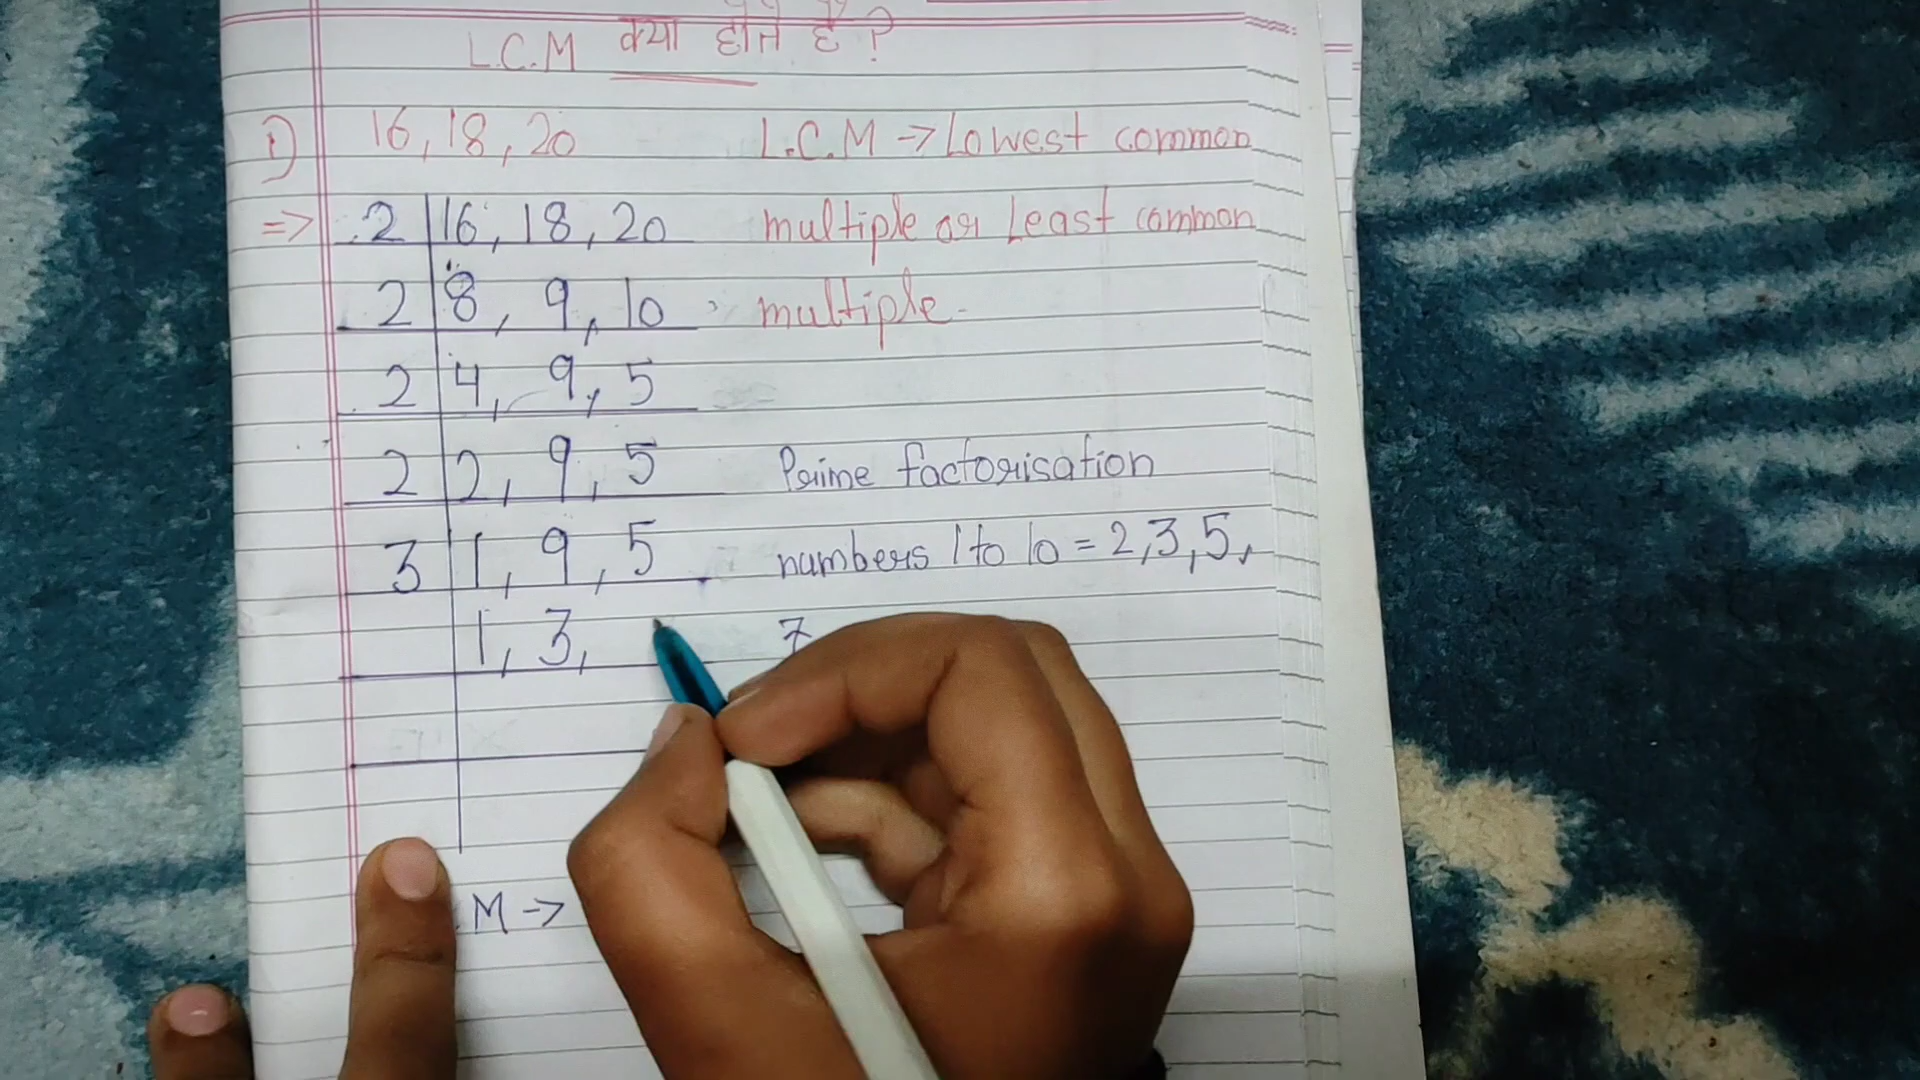 L.C.M क्या होते है ?
1) 16, 18, 20 L.C.M → Lowest common
=> 2 16, 18, 20 multiple or Least common
2 8, 9, 10 multiple
2 4, 9, 5
2 2, 9, 5 Prime factorisation
3 1, 9, 5 numbers 1 to 10 = 2, 3, 5,
1, 3, 7
M →